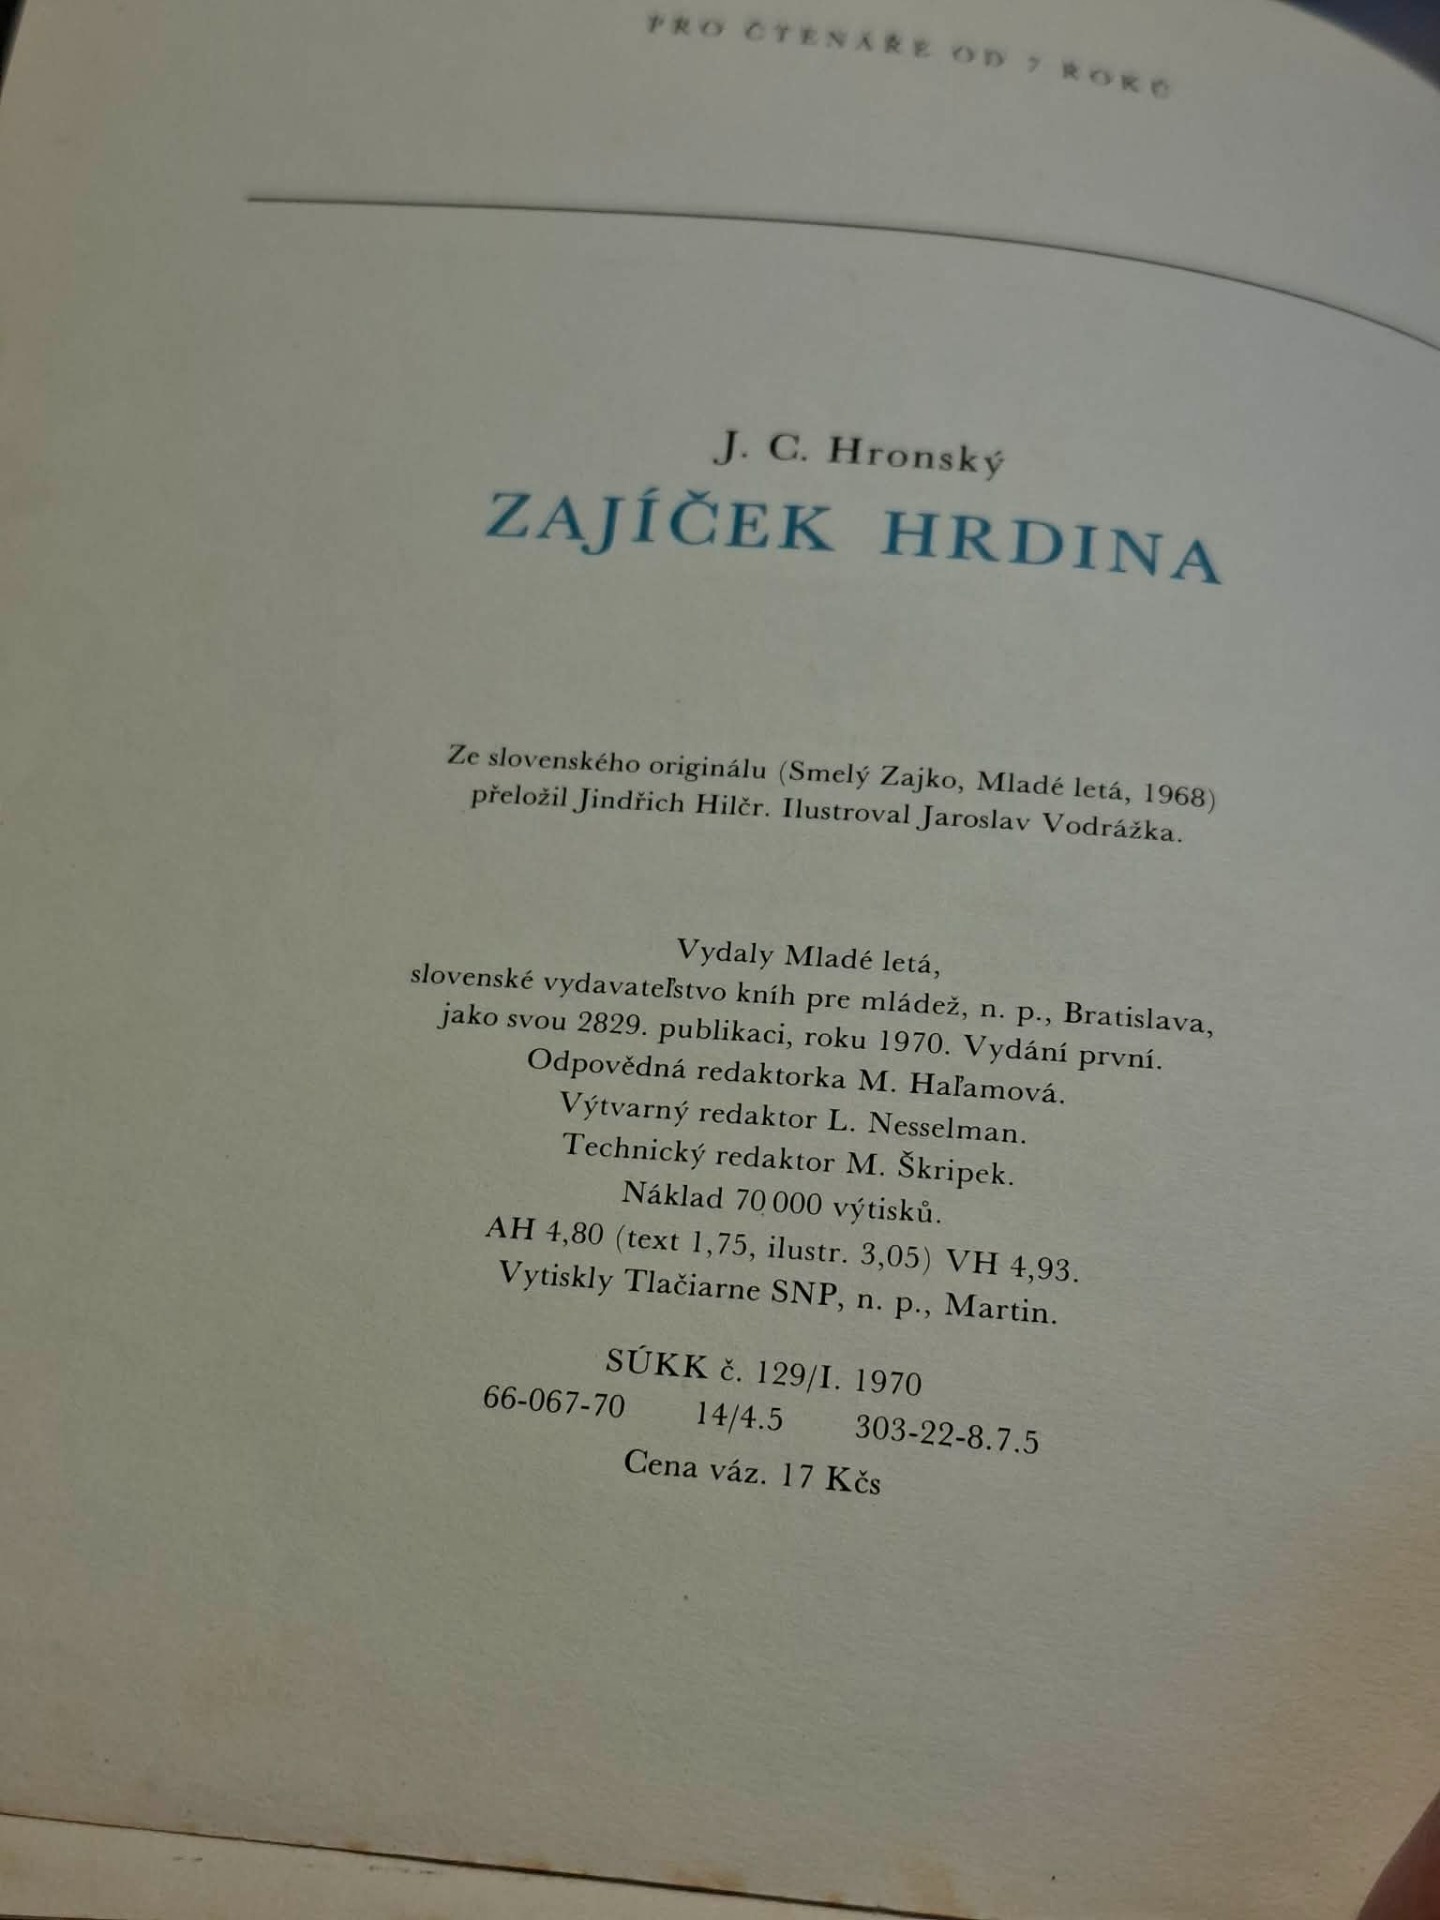 PRO ČTENÁŘE OD 7 ROKŮ
J. C. Hronský
ZAJÍČEK HRDINA
Ze slovenského originálu (Smelý Zajko, Mladé letá, 1968)
přeložil Jindřich Hilčr. Ilustroval Jaroslav Vodrážka.
Vydaly Mladé letá,
slovenské vydavateľstvo kníh pre mládež, n. p., Bratislava,
jako svou 2829. publikaci, roku 1970. Vydání první.
Odpovědná redaktorka M. Haľamová.
Výtvarný redaktor L. Nesselman.
Technický redaktor M. Škripek.
Náklad 70 000 výtisků.
AH 4,80 (text 1,75, ilustr. 3,05) VH 4,93.
Vytiskly Tlačiarne SNP, n. p., Martin.
SÚKK č. 129/I. 1970
66-067-70 14/4.5 303-22-8.7.5
Cena váz. 17 Kčs